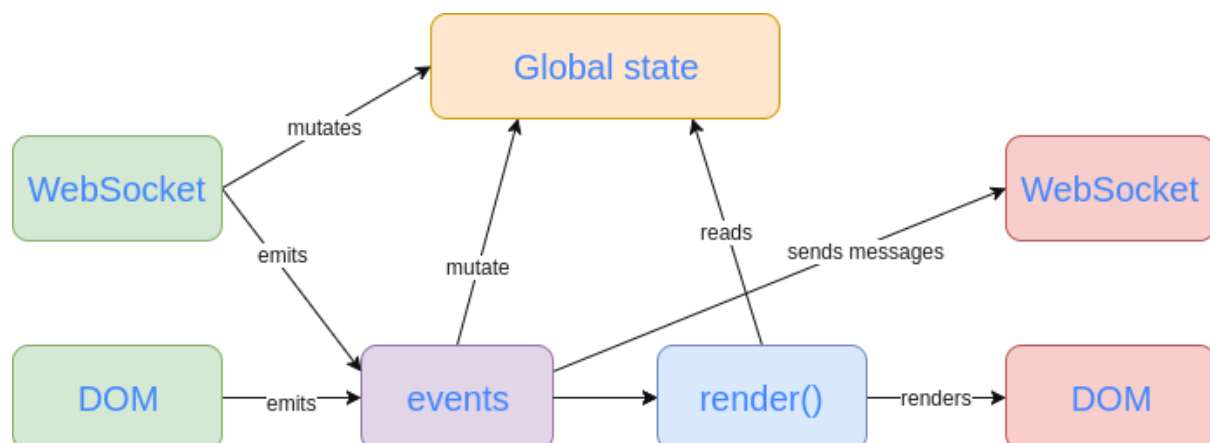 Global state
mutates
WebSocket
WebSocket
reads
emits
sends messages
mutate
DOM
emits
events
render()
renders
DOM